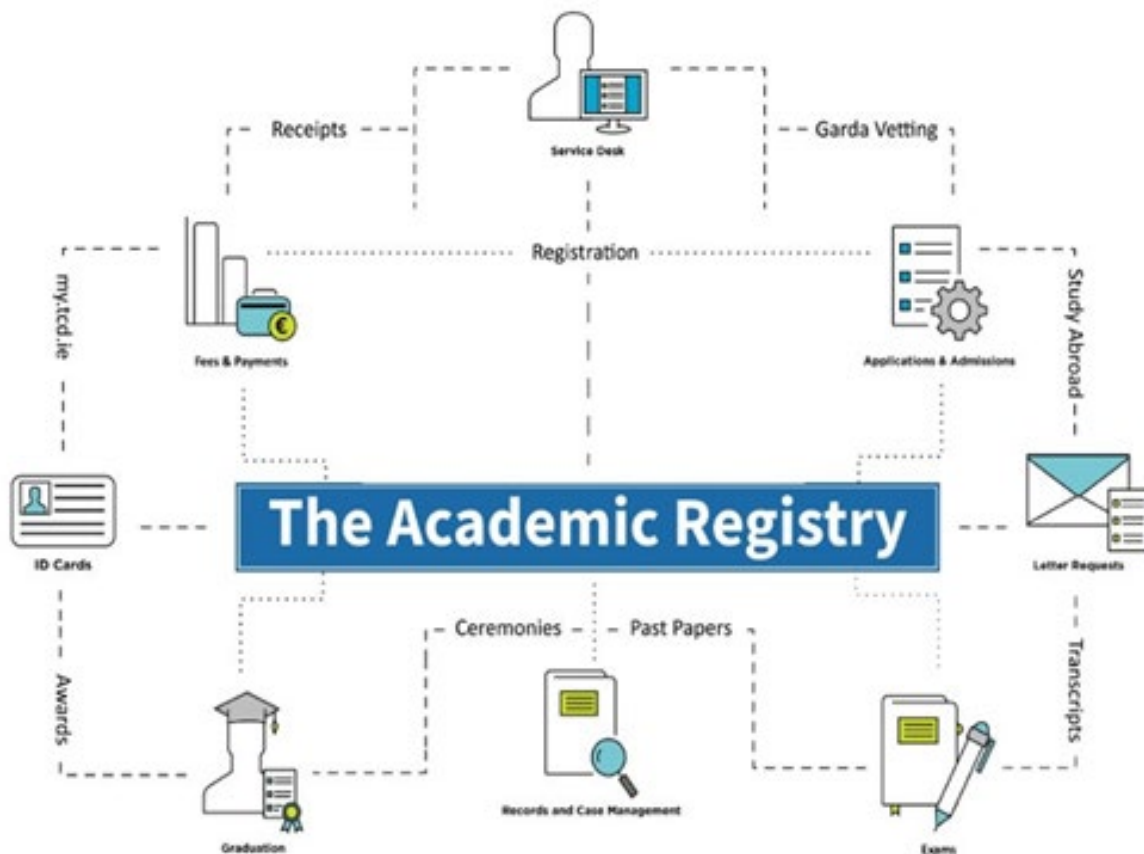 Service Desk
Receipts
Garda Vetting
Registration
Fees & Payments
Applications & Admissions
my.tcd.ie
Study Abroad
The Academic Registry
ID Cards
Letter Requests
Ceremonies
Past Papers
Awards
Transcripts
Records and Case Management
Graduation
Exams
€